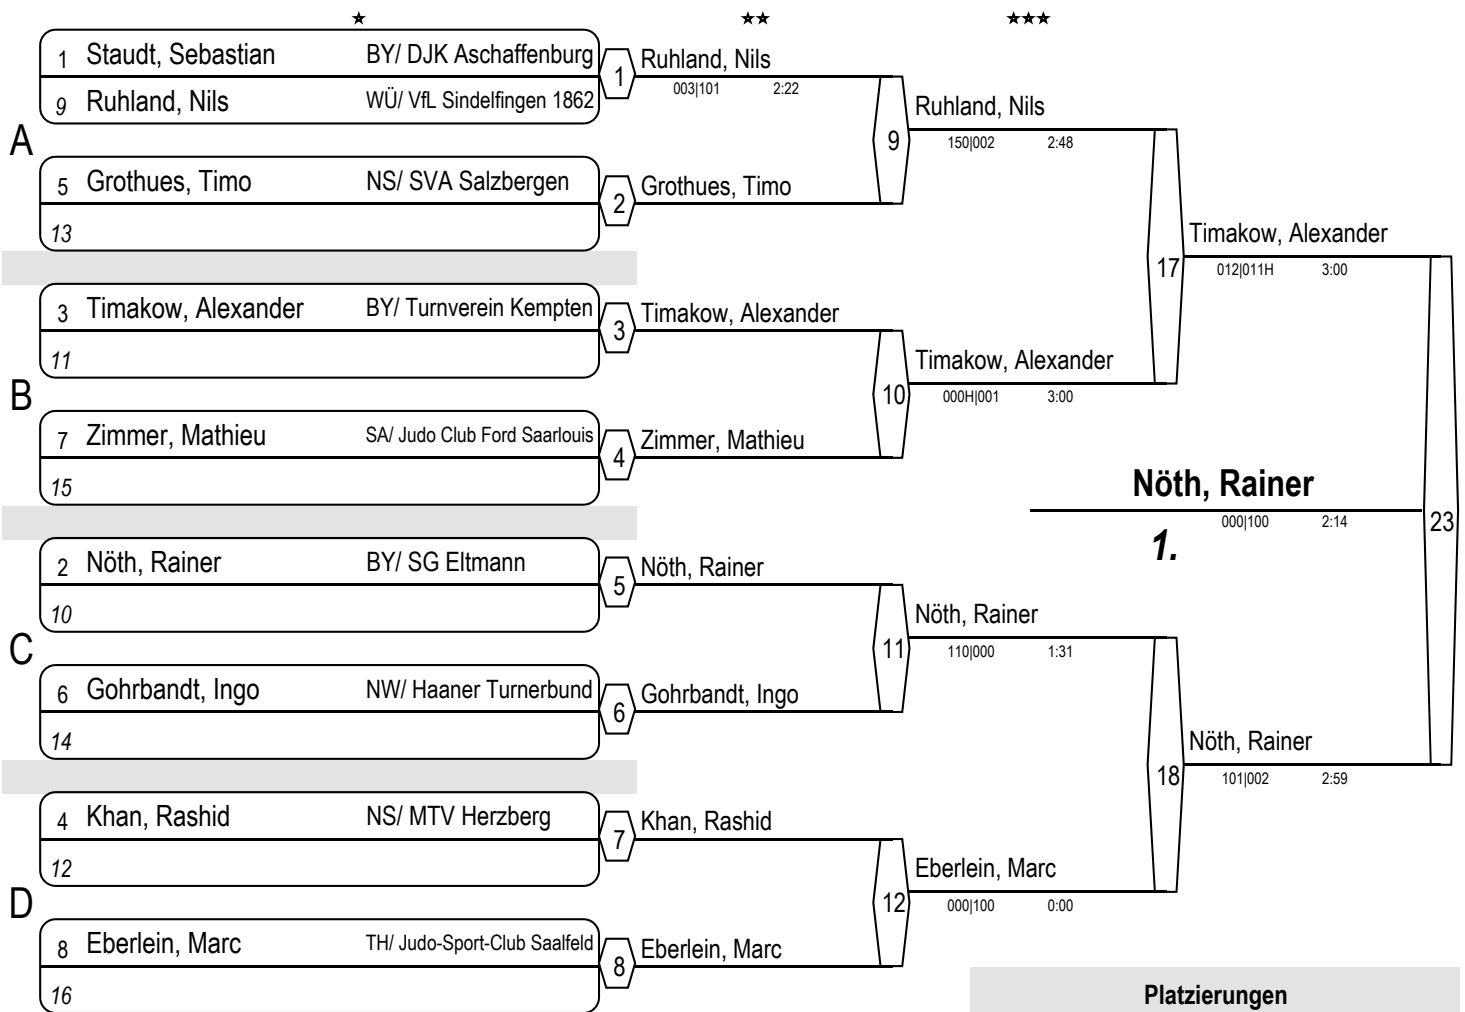 ★ ★★ ★★★
1 Staudt, Sebastian BY/ DJK Aschaffenburg
9 Ruhland, Nils WÜ/ VfL Sindelfingen 1862
1 Ruhland, Nils
003|101 2:22
A
5 Grothues, Timo NS/ SVA Salzbergen
13
2 Grothues, Timo
9 Ruhland, Nils
150|002 2:48
3 Timakow, Alexander BY/ Turnverein Kempten
11
3 Timakow, Alexander
B
7 Zimmer, Mathieu SA/ Judo Club Ford Saarlouis
15
4 Zimmer, Mathieu
10 Timakow, Alexander
000H|001 3:00
17 Timakow, Alexander
012|011H 3:00
2 Nöth, Rainer BY/ SG Eltmann
10
5 Nöth, Rainer
C
6 Gohrbandt, Ingo NW/ Haaner Turnerbund
14
6 Gohrbandt, Ingo
11 Nöth, Rainer
110|000 1:31
4 Khan, Rashid NS/ MTV Herzberg
12
7 Khan, Rashid
D
8 Eberlein, Marc TH/ Judo-Sport-Club Saalfeld
16
8 Eberlein, Marc
12 Eberlein, Marc
000|100 0:00
18 Nöth, Rainer
101|002 2:59
23 Nöth, Rainer
000|100 2:14
1.
Platzierungen